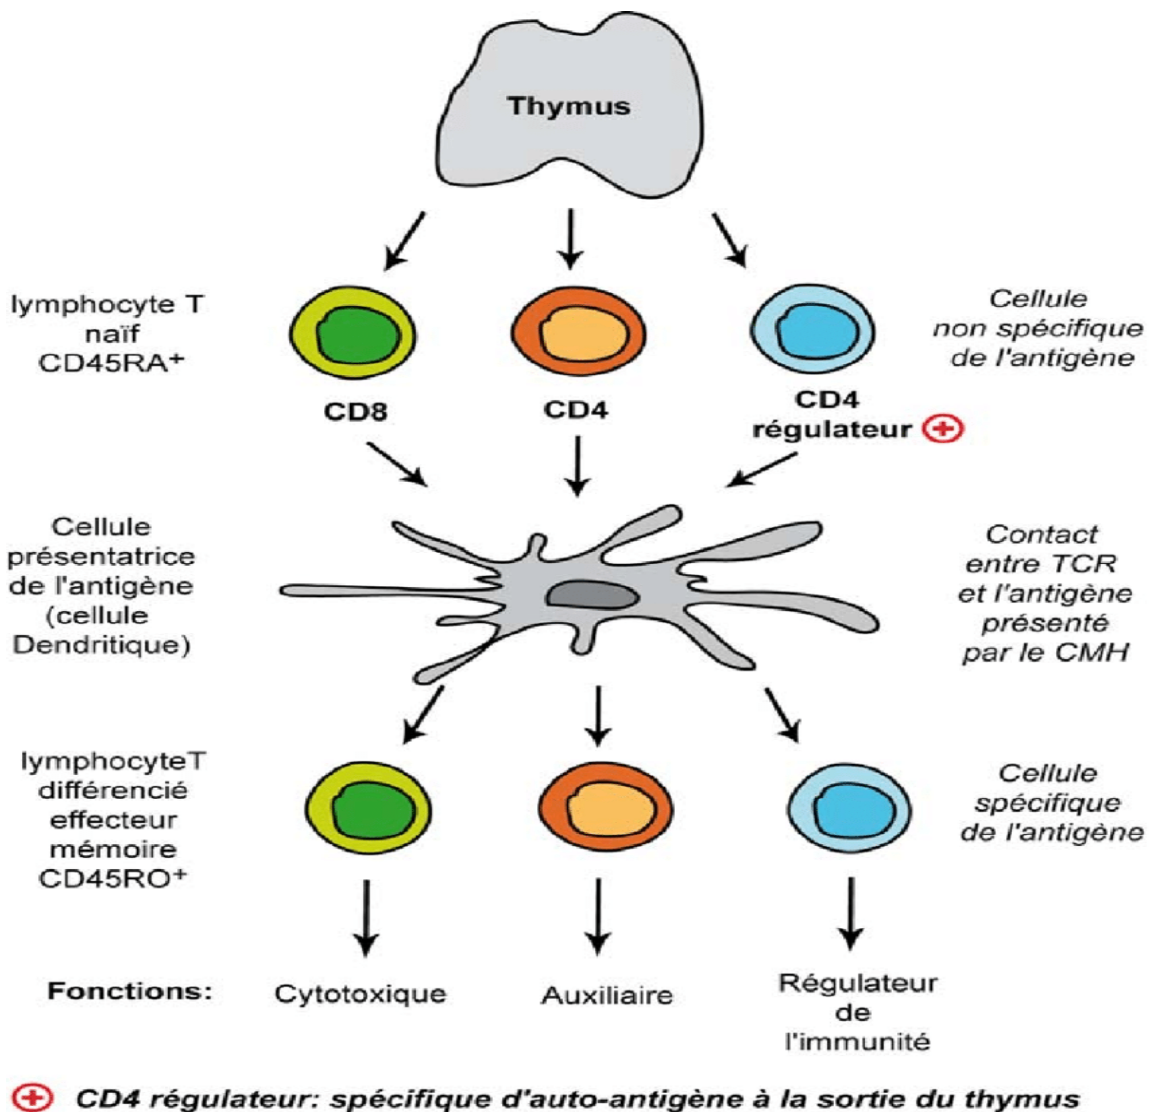 Thymus
lymphocyte T
naïf
CD45RA+
Cellule
non spécifique
de l'antigène
CD8
CD4
CD4
régulateur
Cellule
présentatrice
de l'antigène
(cellule
Dendritique)
Contact
entre TCR
et l'antigène
présenté
par le CMH
lymphocyteT
différencié
effecteur
mémoire
CD45RO+
Cellule
spécifique
de l'antigène
Fonctions:
Cytotoxique
Auxiliaire
Régulateur
de
l'immunité
CD4 régulateur: spécifique d'auto-antigène à la sortie du thymus